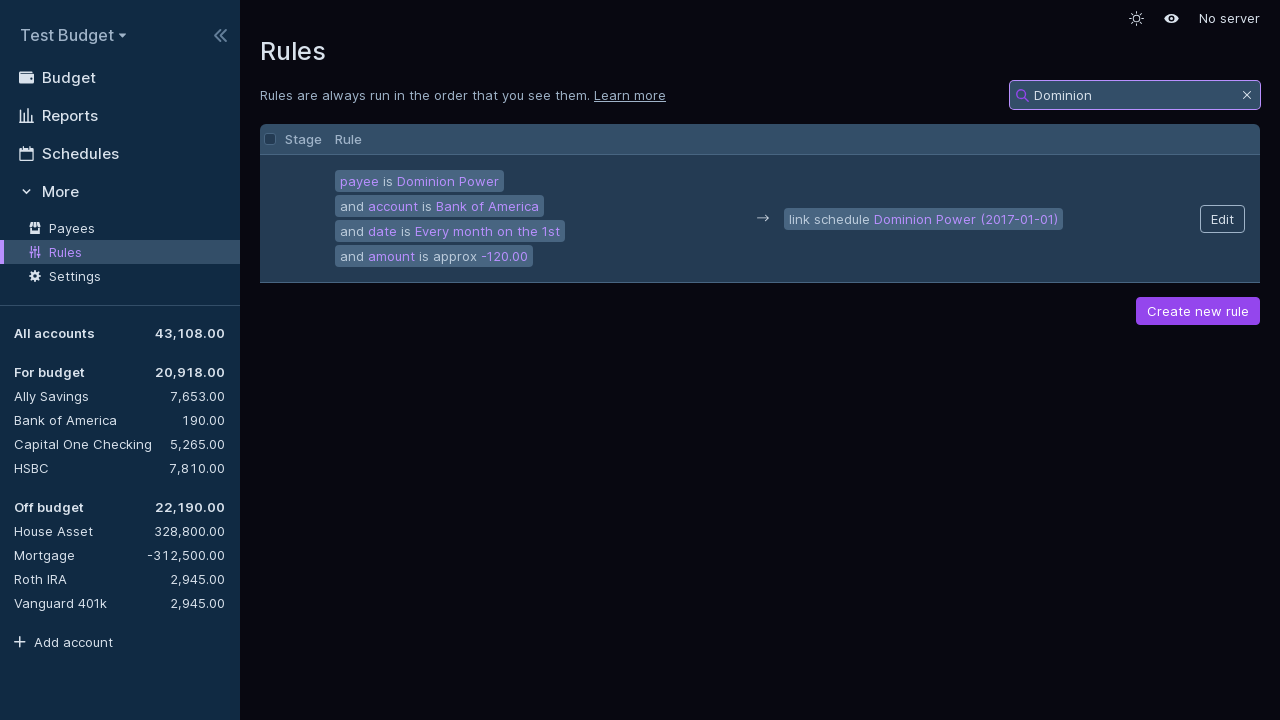 Test Budget
Budget
Reports
Schedules
More
Payees
Rules
Settings
All accounts 43,108.00
For budget 20,918.00
Ally Savings 7,653.00
Bank of America 190.00
Capital One Checking 5,265.00
HSBC 7,810.00
Off budget 22,190.00
House Asset 328,800.00
Mortgage -312,500.00
Roth IRA 2,945.00
Vanguard 401k 2,945.00
Add account
No server
Rules
Rules are always run in the order that you see them. Learn more
Dominion
Stage Rule
payee is Dominion Power
and account is Bank of America
and date is Every month on the 1st
and amount is approx -120.00
→ link schedule Dominion Power (2017-01-01)
Edit
Create new rule